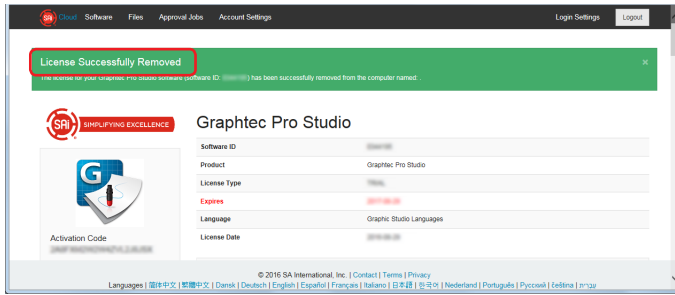 SAi Cloud Software Files Approval Jobs Account Settings Login Settings Logout
License Successfully Removed ×
The license for your Graphtec Pro Studio software (software ID: ) has been successfully removed from the computer named: .
SAi SIMPLIFYING EXCELLENCE
Graphtec Pro Studio
Software ID
Product Graphtec Pro Studio
License Type
Expires
Language Graphic Studio Languages
License Date
G
Activation Code
© 2016 SA International, Inc. | Contact | Terms | Privacy
Languages | 简体中文 | 繁體中文 | Dansk | Deutsch | English | Español | Français | Italiano | 日本語 | 한국어 | Nederland | Português | Русский | čeština | עברית